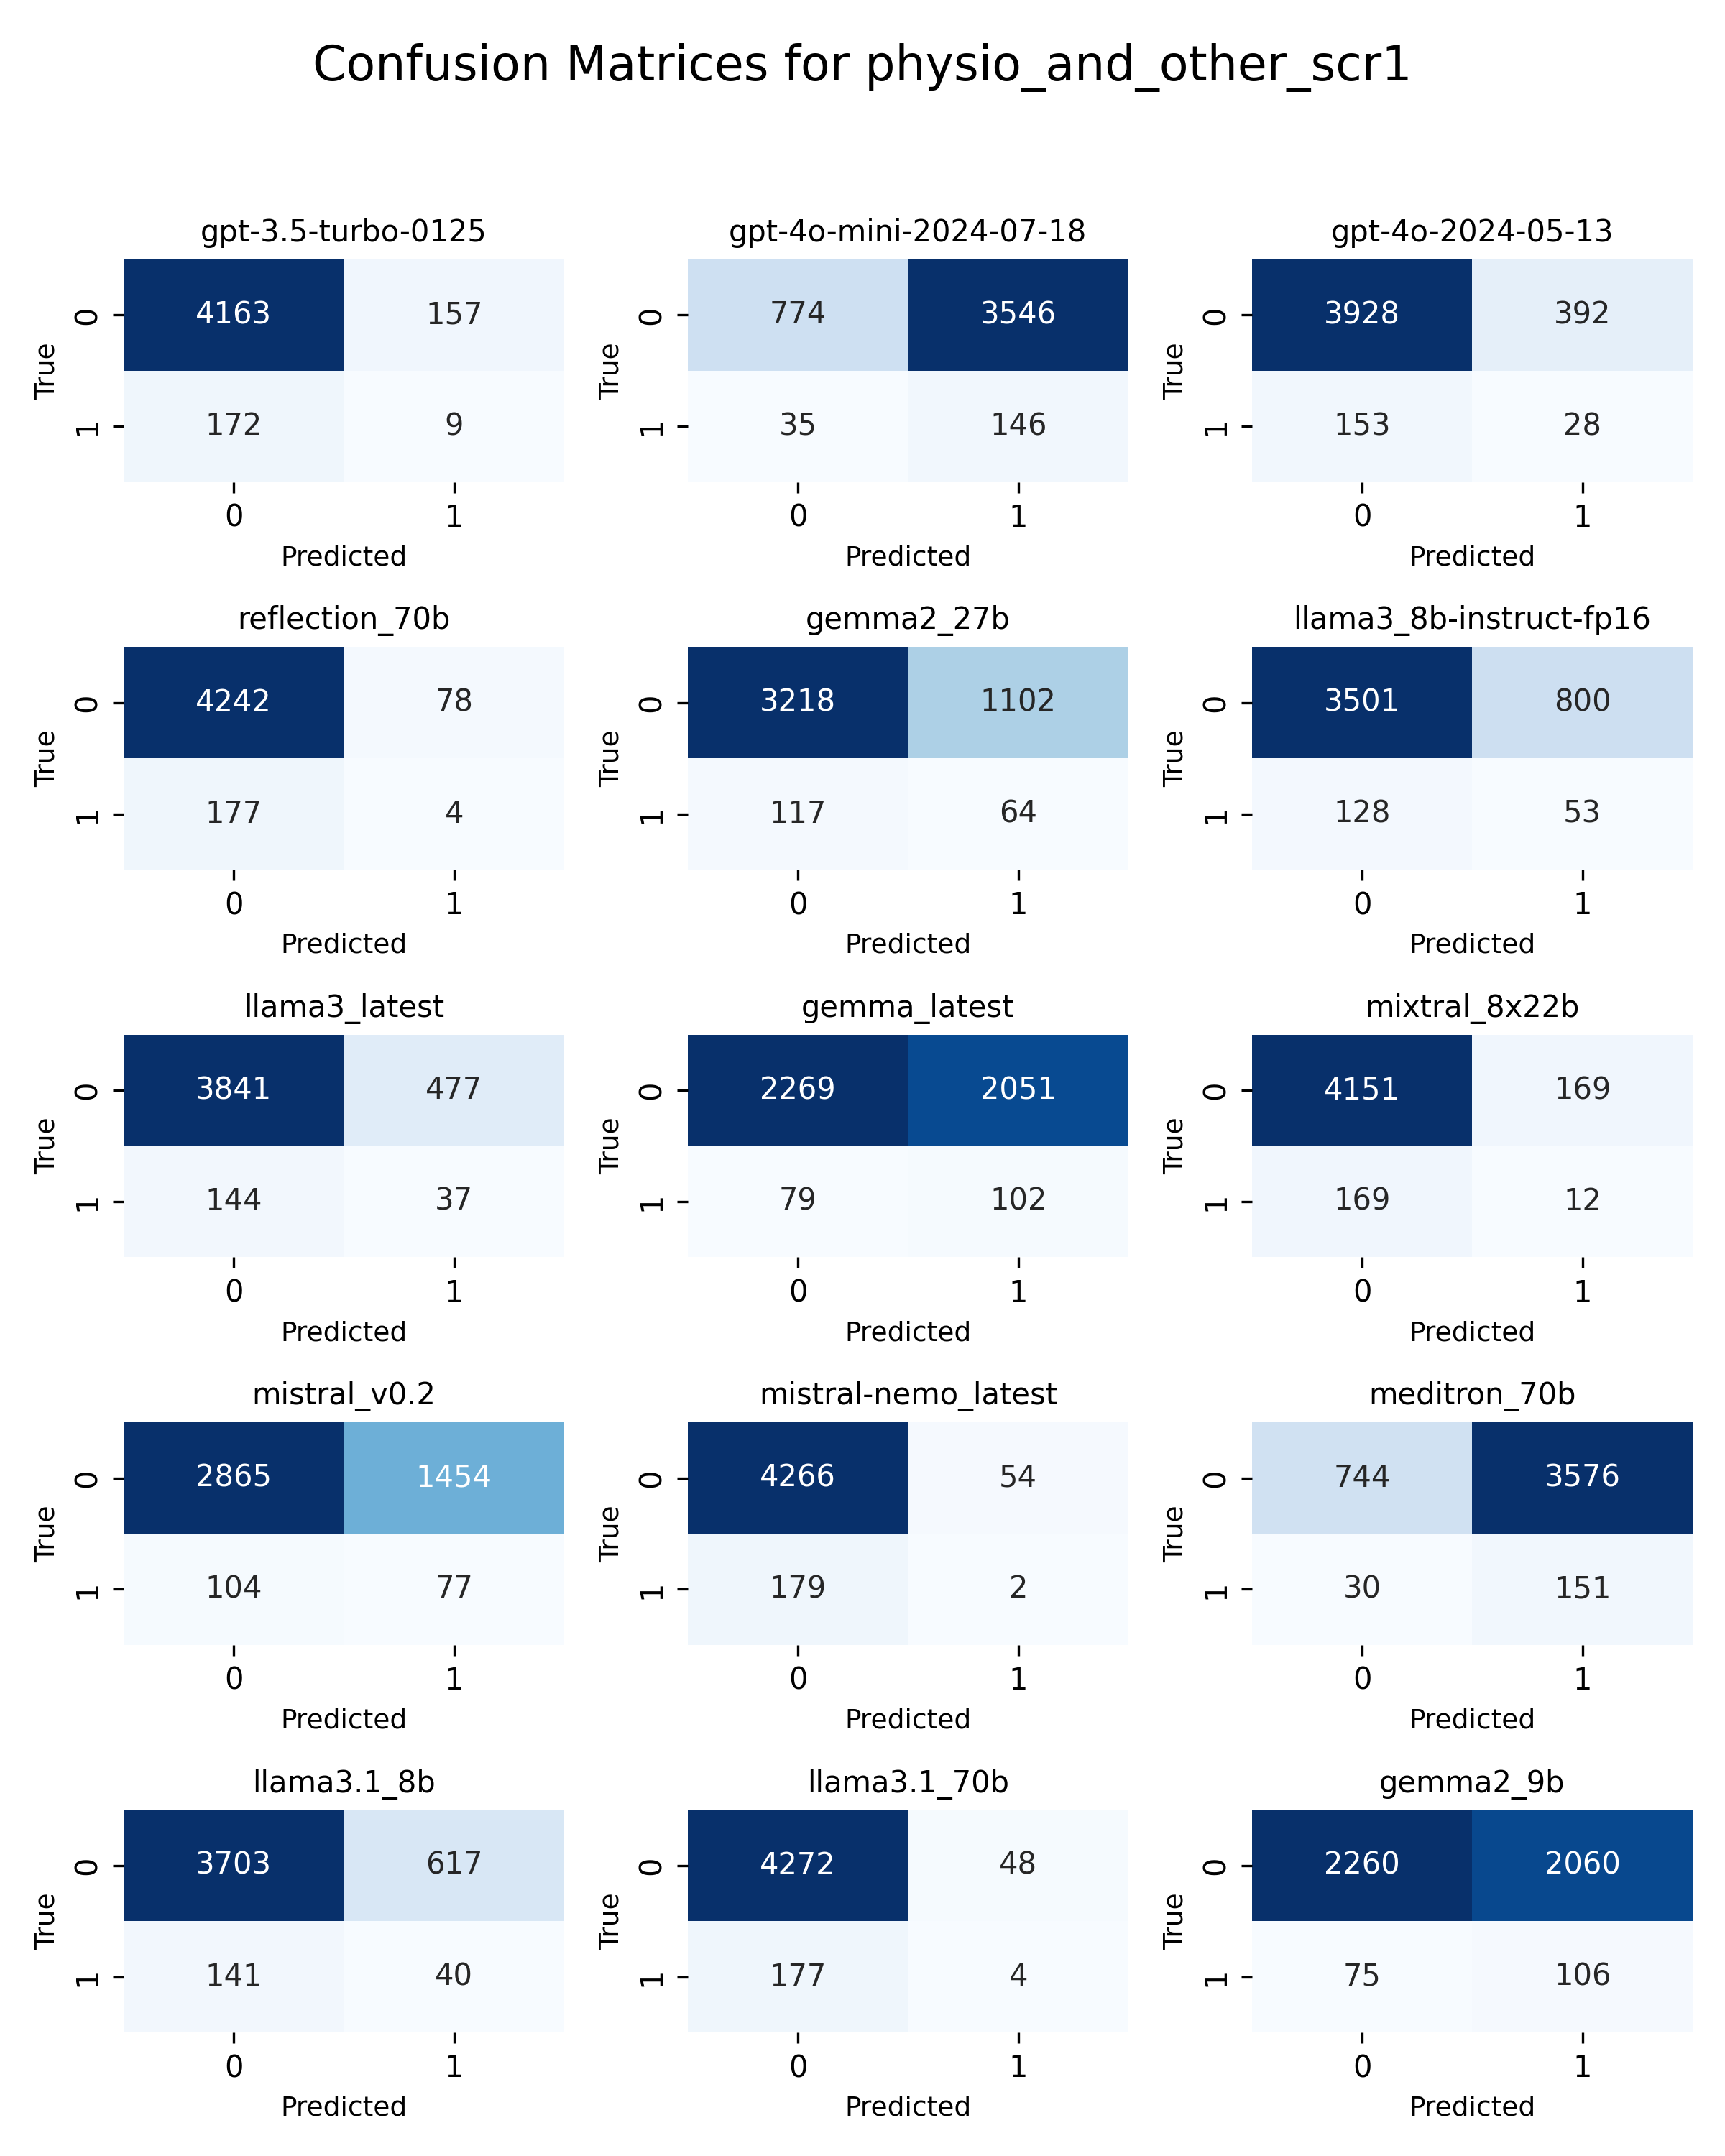 Confusion Matrices for physio_and_other_scr1
gpt-3.5-turbo-0125 gpt-4o-mini-2024-07-18 gpt-4o-2024-05-13
True 0 4163 157 True 0 774 3546 True 0 3928 392
1 172 9 1 35 146 1 153 28
0 1 0 1 0 1
Predicted Predicted Predicted
reflection_70b gemma2_27b llama3_8b-instruct-fp16
True 0 4242 78 True 0 3218 1102 True 0 3501 800
1 177 4 1 117 64 1 128 53
0 1 0 1 0 1
Predicted Predicted Predicted
llama3_latest gemma_latest mixtral_8x22b
True 0 3841 477 True 0 2269 2051 True 0 4151 169
1 144 37 1 79 102 1 169 12
0 1 0 1 0 1
Predicted Predicted Predicted
mistral_v0.2 mistral-nemo_latest meditron_70b
True 0 2865 1454 True 0 4266 54 True 0 744 3576
1 104 77 1 179 2 1 30 151
0 1 0 1 0 1
Predicted Predicted Predicted
llama3.1_8b llama3.1_70b gemma2_9b
True 0 3703 617 True 0 4272 48 True 0 2260 2060
1 141 40 1 177 4 1 75 106
0 1 0 1 0 1
Predicted Predicted Predicted